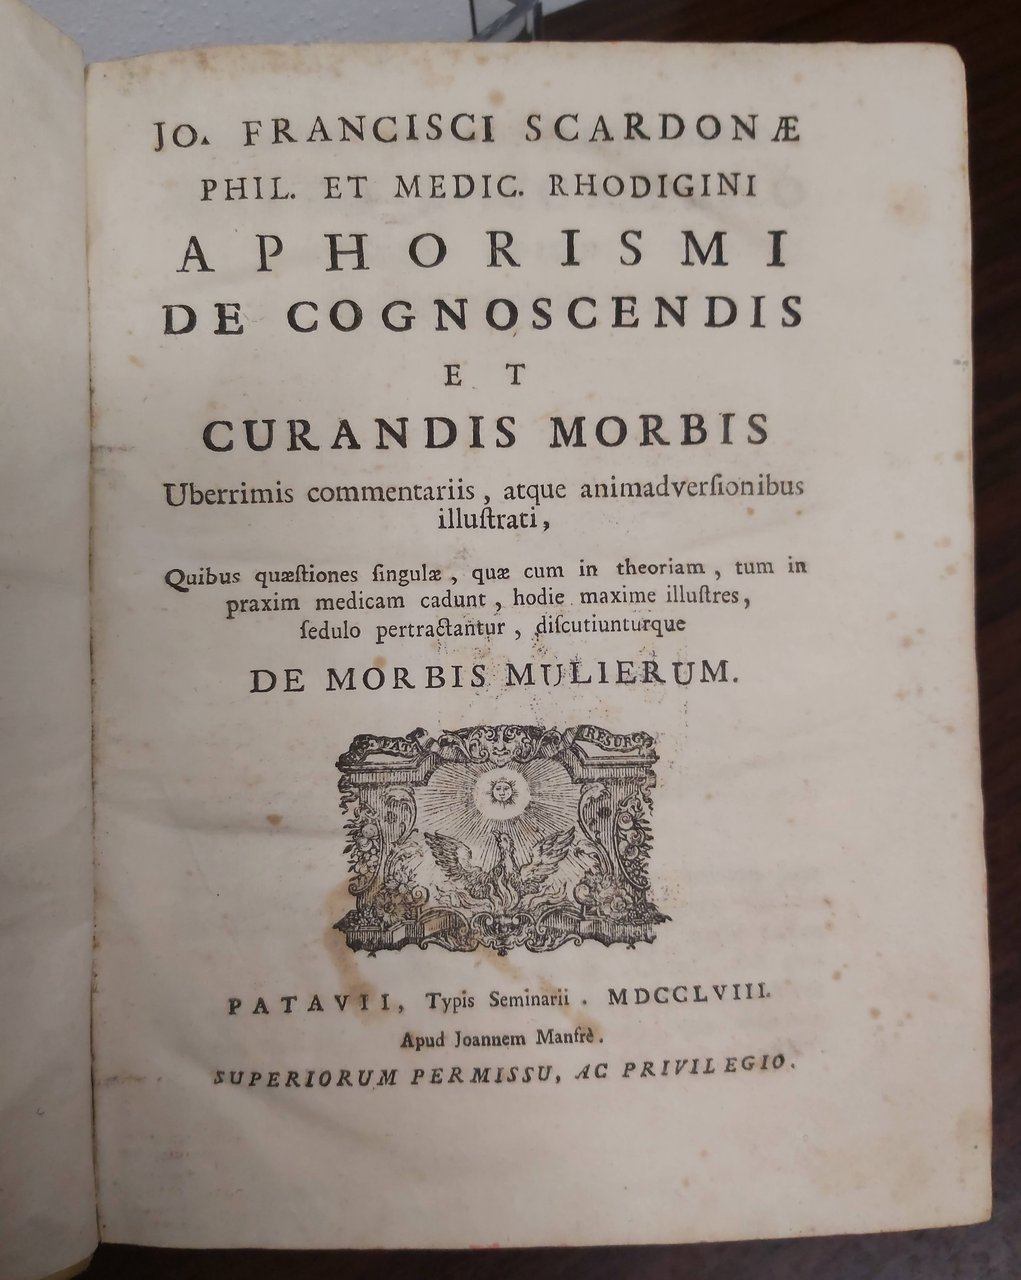 JO. FRANCISCI SCARDONÆ
PHIL. ET MEDIC. RHODIGINI
APHORISMI
DE COGNOSCENDIS
ET
CURANDIS MORBIS
Uberrimis commentariis, atque animadverſionibus
illuſtrati,
Quibus quæſtiones ſingulæ, quæ cum in theoriam, tum in
praxim medicam cadunt, hodie maxime illuſtres,
ſedulo pertractantur, diſcutiunturque
DE MORBIS MULIERUM.
RESURGO
PATAVII, Typis Seminarii. MDCCLVIII.
Apud Joannem Manfrè.
SUPERIORUM PERMISSU, AC PRIVILEGIO.